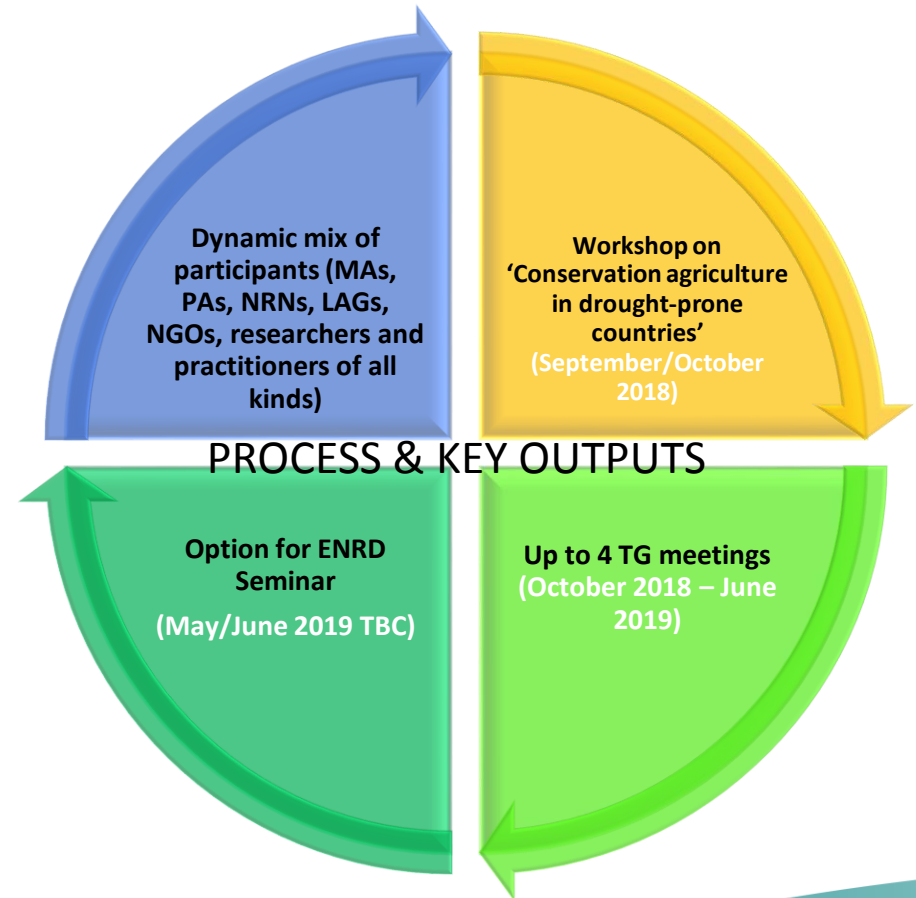 Dynamic mix of
participants (MAs,
PAs, NRNs, LAGs,
NGOs, researchers and
practitioners of all
kinds)
Workshop on
‘Conservation agriculture
in drought-prone
countries’
(September/October
2018)
PROCESS & KEY OUTPUTS
Option for ENRD
Seminar
(May/June 2019 TBC)
Up to 4 TG meetings
(October 2018 – June
2019)